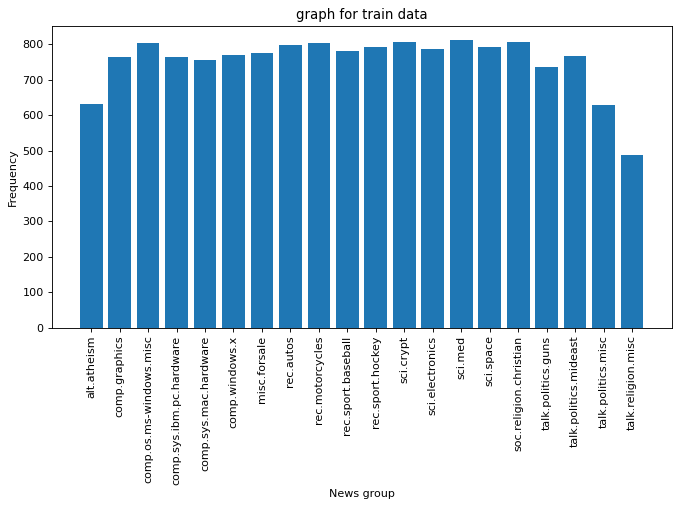 graph for train data
Frequency
800
700
600
500
400
300
200
100
0
alt.atheism
comp.graphics
comp.os.ms-windows.misc
comp.sys.ibm.pc.hardware
comp.sys.mac.hardware
comp.windows.x
misc.forsale
rec.autos
rec.motorcycles
rec.sport.baseball
rec.sport.hockey
sci.crypt
sci.electronics
sci.med
sci.space
soc.religion.christian
talk.politics.guns
talk.politics.mideast
talk.politics.misc
talk.religion.misc
News group